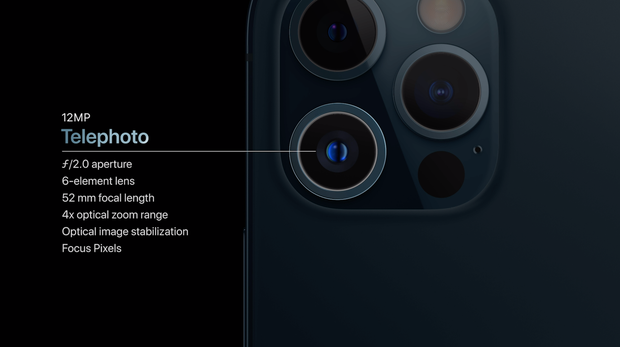 12MP
Telephoto
ƒ/2.0 aperture
6-element lens
52 mm focal length
4x optical zoom range
Optical image stabilization
Focus Pixels